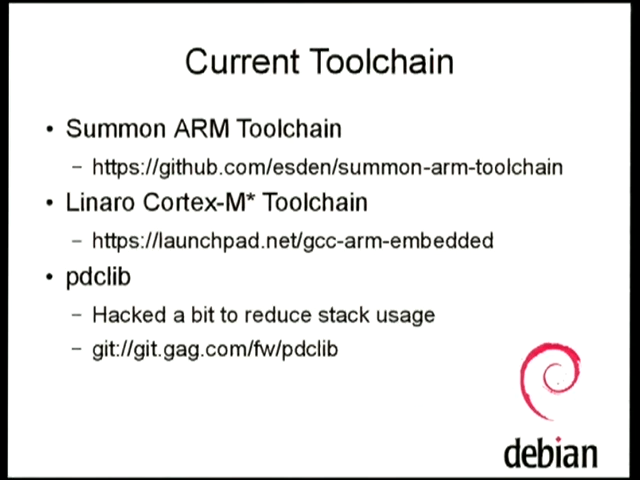 Current Toolchain
• Summon ARM Toolchain
– https://github.com/esden/summon-arm-toolchain
• Linaro Cortex-M* Toolchain
– https://launchpad.net/gcc-arm-embedded
• pdclib
– Hacked a bit to reduce stack usage
– git://git.gag.com/fw/pdclib
debian